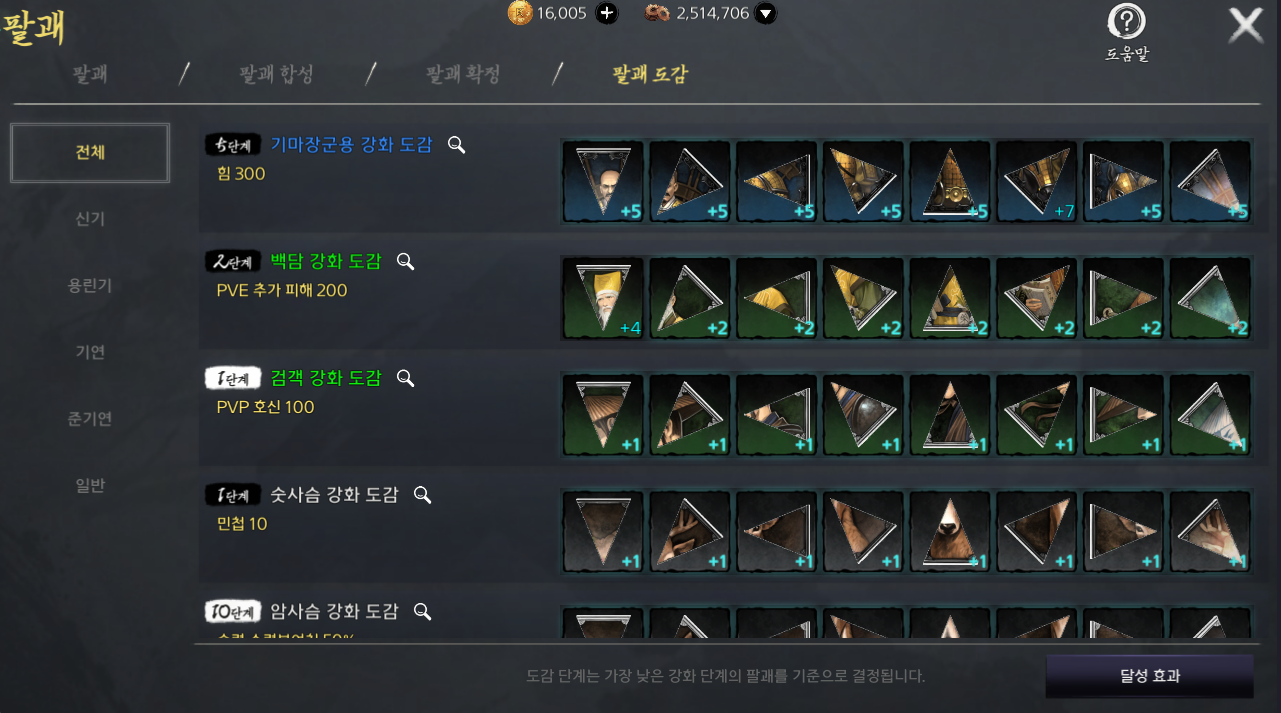 팔괘
16,005
2,514,706
도움말
팔괘 / 팔괘 합성 / 팔괘 확정 / 팔괘 도감
전체
신기
용린기
기연
준기연
일반
5단계 기마장군용 강화 도감
힘 300
+5 +5 +5 +5 +5 +7 +5 +5
2단계 백담 강화 도감
PVE 추가 피해 200
+4 +2 +2 +2 +2 +2 +2 +2
1단계 검객 강화 도감
PVP 호신 100
+1 +1 +1 +1 +1 +1 +1 +1
1단계 숫사슴 강화 도감
민첩 10
+1 +1 +1 +1 +1 +1 +1 +1
10단계 암사슴 강화 도감
도감 단계는 가장 낮은 강화 단계의 팔괘를 기준으로 결정됩니다.
달성 효과